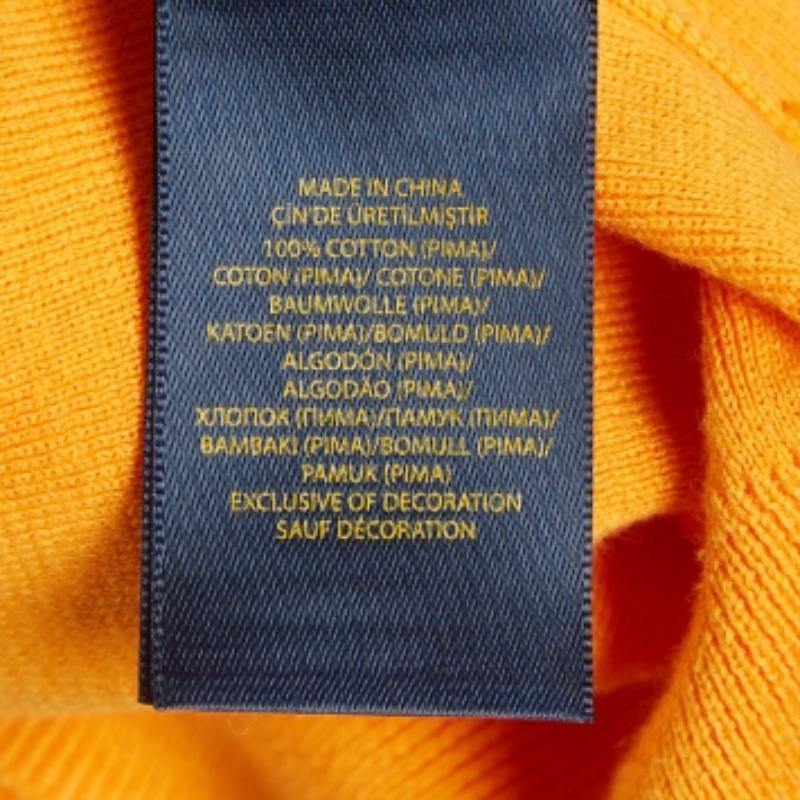 MADE IN CHINA
ÇİN'DE ÜRETİLMİŞTİR
100% COTTON (PIMA)/
COTON (PIMA)/ COTONE (PIMA)/
BAUMWOLLE (PIMA)/
KATOEN (PIMA)/BOMULD (PIMA)/
ALGODÓN (PIMA)/
ALGODÃO (PIMA)/
ХЛОПОК (ПИМА)/ПАМУК (ПИМА)/
BAMBAKI (PIMA)/BOMULL (PIMA)/
PAMUK (PIMA)
EXCLUSIVE OF DECORATION
SAUF DÉCORATION